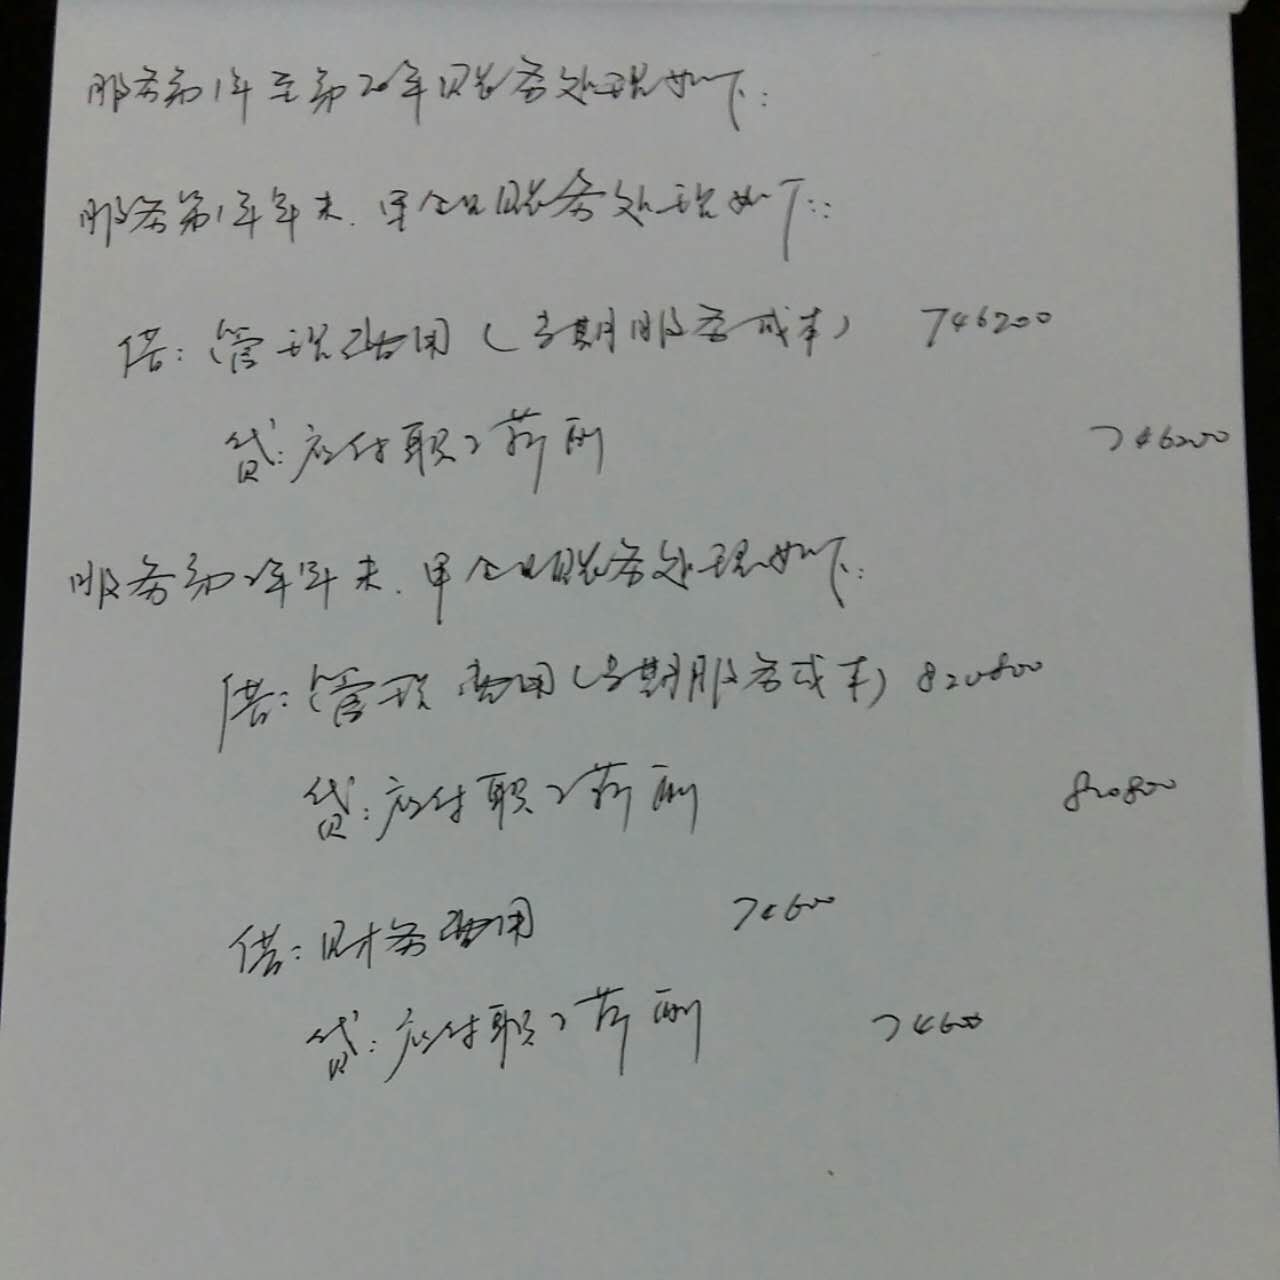 服务第1年至第20年账务处理如下:
服务第1年年末.甲企业账务处理如下::
借:管理费用(当期服务成本) 746200
贷:应付职工薪酬 746200
服务第2年年末.甲企业账务处理如下:
借:管理费用(当期服务成本) 820800
贷:应付职工薪酬 820800
借:财务费用 74600
贷:应付职工薪酬 74600